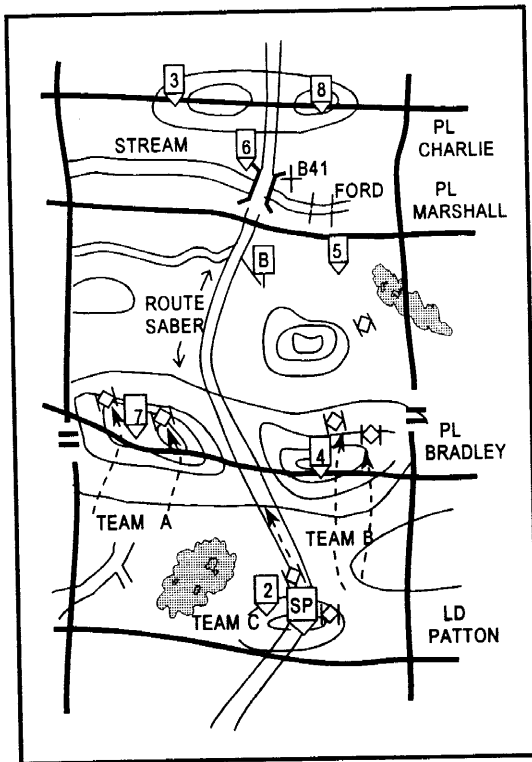 3
8
PL
CHARLIE
STREAM
6
B41
FORD
PL
MARSHALL
5
B
ROUTE
SABER
7
PL
BRADLEY
4
TEAM A
TEAM B
2
SP
TEAM C
LD
PATTON